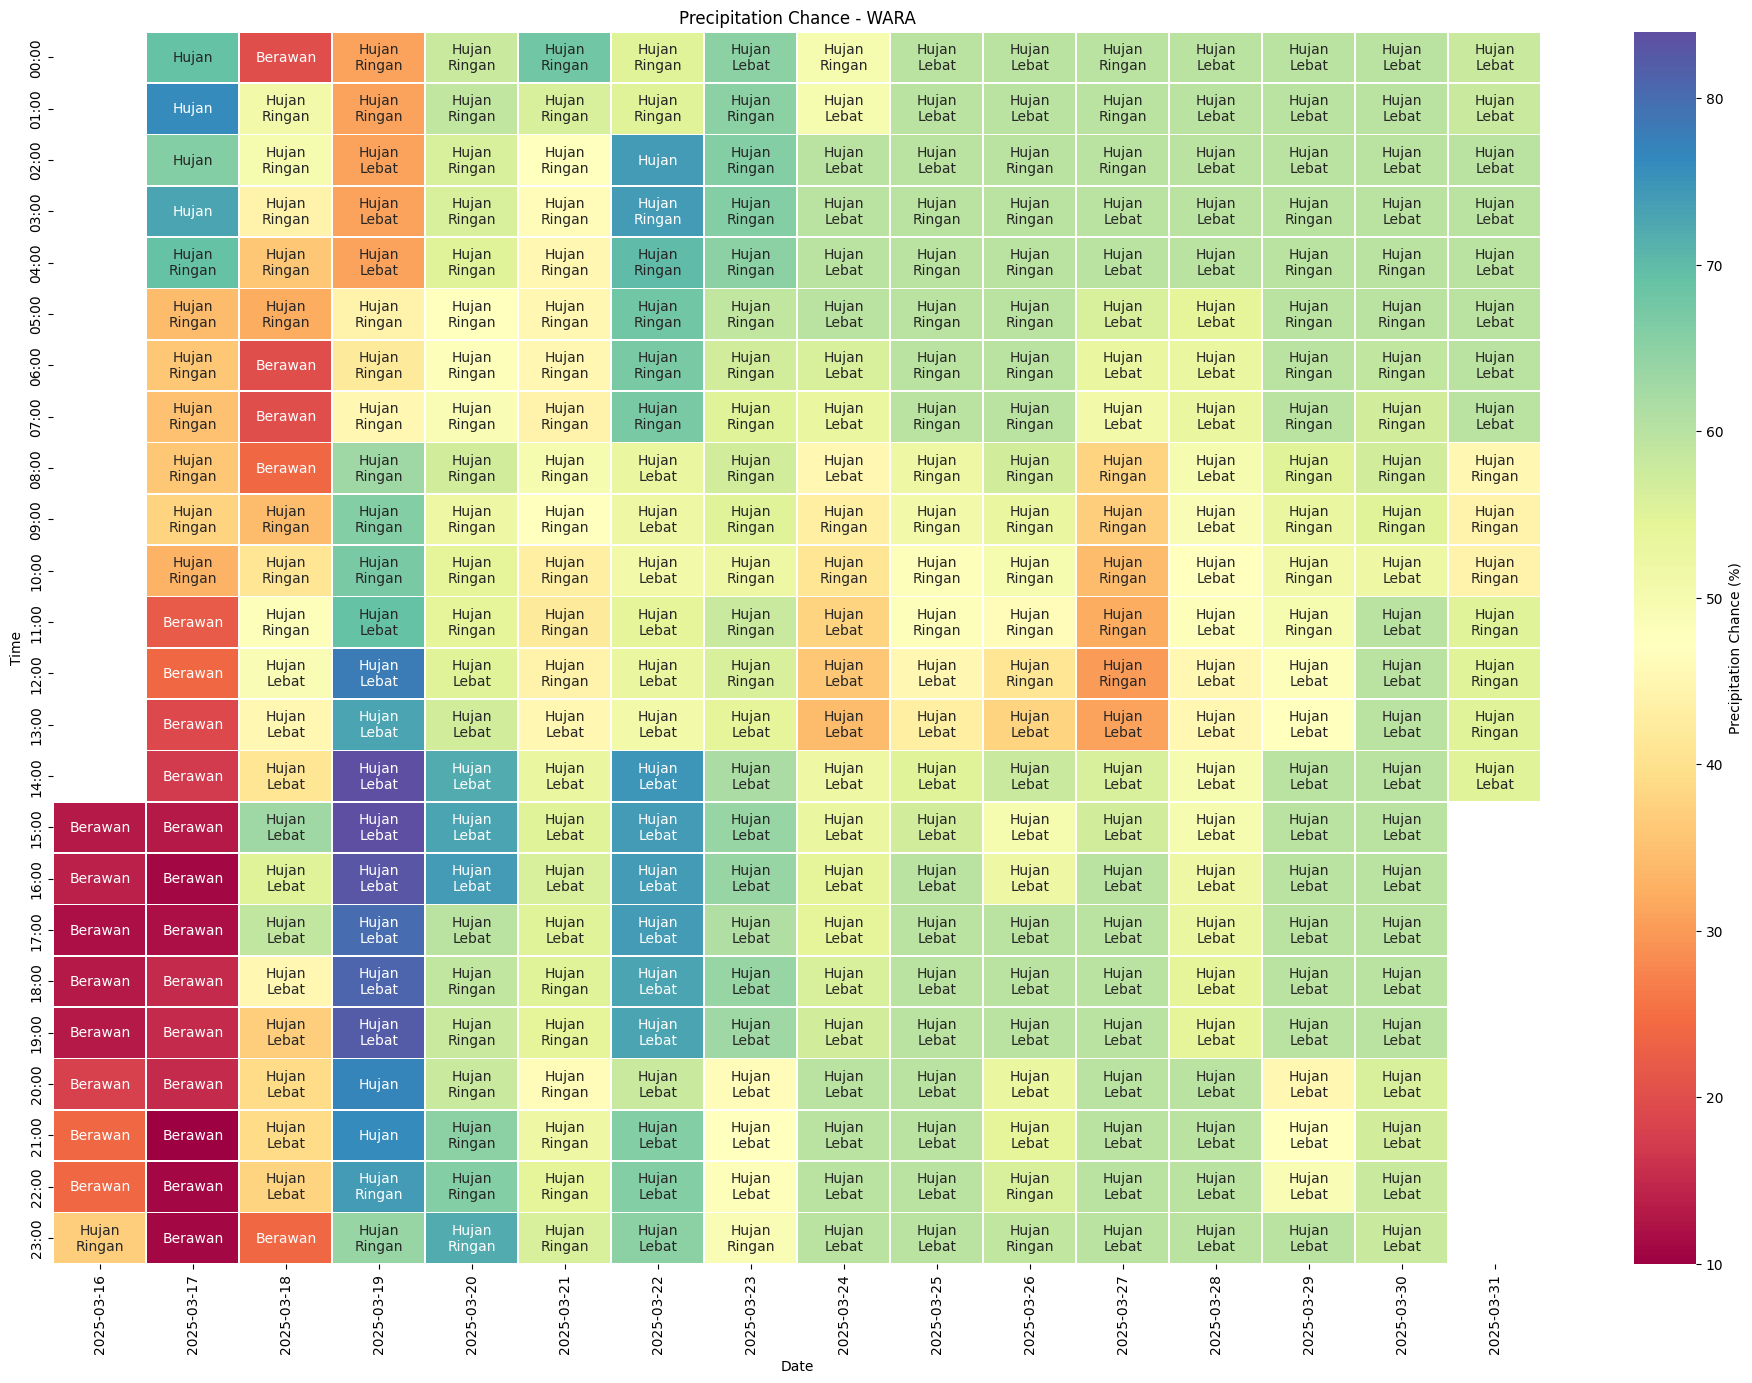 Precipitation Chance - WARA
00:00 Hujan Berawan Hujan Ringan Hujan Ringan Hujan Ringan Hujan Ringan Hujan Lebat Hujan Ringan Hujan Lebat Hujan Lebat Hujan Ringan Hujan Lebat Hujan Lebat Hujan Lebat Hujan Lebat
01:00 Hujan Hujan Ringan Hujan Ringan Hujan Ringan Hujan Ringan Hujan Ringan Hujan Ringan Hujan Lebat Hujan Lebat Hujan Lebat Hujan Ringan Hujan Lebat Hujan Lebat Hujan Lebat Hujan Lebat
02:00 Hujan Hujan Ringan Hujan Lebat Hujan Ringan Hujan Ringan Hujan Hujan Ringan Hujan Lebat Hujan Lebat Hujan Ringan Hujan Ringan Hujan Lebat Hujan Lebat Hujan Lebat Hujan Lebat
03:00 Hujan Hujan Ringan Hujan Lebat Hujan Ringan Hujan Ringan Hujan Ringan Hujan Ringan Hujan Lebat Hujan Ringan Hujan Ringan Hujan Lebat Hujan Lebat Hujan Ringan Hujan Lebat Hujan Lebat
04:00 Hujan Ringan Hujan Ringan Hujan Lebat Hujan Ringan Hujan Ringan Hujan Ringan Hujan Ringan Hujan Lebat Hujan Ringan Hujan Ringan Hujan Lebat Hujan Lebat Hujan Ringan Hujan Ringan Hujan Lebat
05:00 Hujan Ringan Hujan Ringan Hujan Ringan Hujan Ringan Hujan Ringan Hujan Ringan Hujan Ringan Hujan Lebat Hujan Ringan Hujan Ringan Hujan Lebat Hujan Lebat Hujan Ringan Hujan Ringan Hujan Lebat
06:00 Hujan Ringan Berawan Hujan Ringan Hujan Ringan Hujan Ringan Hujan Ringan Hujan Ringan Hujan Lebat Hujan Ringan Hujan Ringan Hujan Lebat Hujan Lebat Hujan Ringan Hujan Ringan Hujan Lebat
07:00 Hujan Ringan Berawan Hujan Ringan Hujan Ringan Hujan Ringan Hujan Ringan Hujan Ringan Hujan Lebat Hujan Ringan Hujan Ringan Hujan Lebat Hujan Lebat Hujan Ringan Hujan Ringan Hujan Lebat
08:00 Hujan Ringan Berawan Hujan Ringan Hujan Ringan Hujan Ringan Hujan Lebat Hujan Ringan Hujan Lebat Hujan Ringan Hujan Ringan Hujan Ringan Hujan Lebat Hujan Ringan Hujan Ringan Hujan Ringan
09:00 Hujan Ringan Hujan Ringan Hujan Ringan Hujan Ringan Hujan Ringan Hujan Lebat Hujan Ringan Hujan Ringan Hujan Ringan Hujan Ringan Hujan Ringan Hujan Lebat Hujan Ringan Hujan Ringan Hujan Ringan
10:00 Hujan Ringan Hujan Ringan Hujan Ringan Hujan Ringan Hujan Ringan Hujan Lebat Hujan Ringan Hujan Ringan Hujan Ringan Hujan Ringan Hujan Ringan Hujan Lebat Hujan Ringan Hujan Lebat Hujan Ringan
11:00 Berawan Hujan Ringan Hujan Lebat Hujan Ringan Hujan Ringan Hujan Lebat Hujan Ringan Hujan Lebat Hujan Ringan Hujan Ringan Hujan Ringan Hujan Lebat Hujan Ringan Hujan Lebat Hujan Ringan
12:00 Berawan Hujan Lebat Hujan Lebat Hujan Lebat Hujan Ringan Hujan Lebat Hujan Ringan Hujan Lebat Hujan Lebat Hujan Ringan Hujan Ringan Hujan Lebat Hujan Lebat Hujan Lebat Hujan Ringan
13:00 Berawan Hujan Lebat Hujan Lebat Hujan Lebat Hujan Lebat Hujan Lebat Hujan Lebat Hujan Lebat Hujan Lebat Hujan Lebat Hujan Lebat Hujan Lebat Hujan Lebat Hujan Lebat Hujan Ringan
14:00 Berawan Hujan Lebat Hujan Lebat Hujan Lebat Hujan Lebat Hujan Lebat Hujan Lebat Hujan Lebat Hujan Lebat Hujan Lebat Hujan Lebat Hujan Lebat Hujan Lebat Hujan Lebat Hujan Lebat
15:00 Berawan Berawan Hujan Lebat Hujan Lebat Hujan Lebat Hujan Lebat Hujan Lebat Hujan Lebat Hujan Lebat Hujan Lebat Hujan Lebat Hujan Lebat Hujan Lebat Hujan Lebat Hujan Lebat
16:00 Berawan Berawan Hujan Lebat Hujan Lebat Hujan Lebat Hujan Lebat Hujan Lebat Hujan Lebat Hujan Lebat Hujan Lebat Hujan Lebat Hujan Lebat Hujan Lebat Hujan Lebat Hujan Lebat
17:00 Berawan Berawan Hujan Lebat Hujan Lebat Hujan Lebat Hujan Lebat Hujan Lebat Hujan Lebat Hujan Lebat Hujan Lebat Hujan Lebat Hujan Lebat Hujan Lebat Hujan Lebat Hujan Lebat
18:00 Berawan Berawan Hujan Lebat Hujan Lebat Hujan Ringan Hujan Ringan Hujan Lebat Hujan Lebat Hujan Lebat Hujan Lebat Hujan Lebat Hujan Lebat Hujan Lebat Hujan Lebat Hujan Lebat
19:00 Berawan Berawan Hujan Lebat Hujan Lebat Hujan Ringan Hujan Ringan Hujan Lebat Hujan Lebat Hujan Lebat Hujan Lebat Hujan Lebat Hujan Lebat Hujan Lebat Hujan Lebat Hujan Lebat
20:00 Berawan Berawan Hujan Lebat Hujan Hujan Ringan Hujan Ringan Hujan Lebat Hujan Lebat Hujan Lebat Hujan Lebat Hujan Lebat Hujan Lebat Hujan Lebat Hujan Lebat Hujan Lebat
21:00 Berawan Berawan Hujan Lebat Hujan Hujan Ringan Hujan Ringan Hujan Lebat Hujan Lebat Hujan Lebat Hujan Lebat Hujan Lebat Hujan Lebat Hujan Lebat Hujan Lebat Hujan Lebat
22:00 Berawan Berawan Hujan Lebat Hujan Ringan Hujan Ringan Hujan Ringan Hujan Lebat Hujan Lebat Hujan Lebat Hujan Lebat Hujan Ringan Hujan Lebat Hujan Lebat Hujan Lebat Hujan Lebat
23:00 Hujan Ringan Berawan Berawan Hujan Ringan Hujan Ringan Hujan Ringan Hujan Lebat Hujan Ringan Hujan Lebat Hujan Lebat Hujan Ringan Hujan Lebat Hujan Lebat Hujan Lebat Hujan Lebat
Time
2025-03-16 2025-03-17 2025-03-18 2025-03-19 2025-03-20 2025-03-21 2025-03-22 2025-03-23 2025-03-24 2025-03-25 2025-03-26 2025-03-27 2025-03-28 2025-03-29 2025-03-30 2025-03-31
Date
80
70
60
50
40
30
20
10
Precipitation Chance (%)